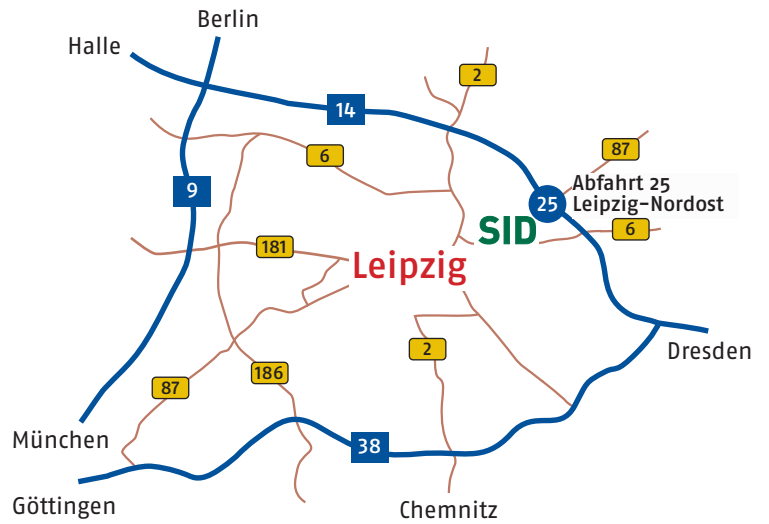 Berlin
Halle
2
14
87
6
Abfahrt 25
Leipzig-Nordost
9
25
SID
6
181
Leipzig
2
Dresden
186
87
München
38
Göttingen
Chemnitz